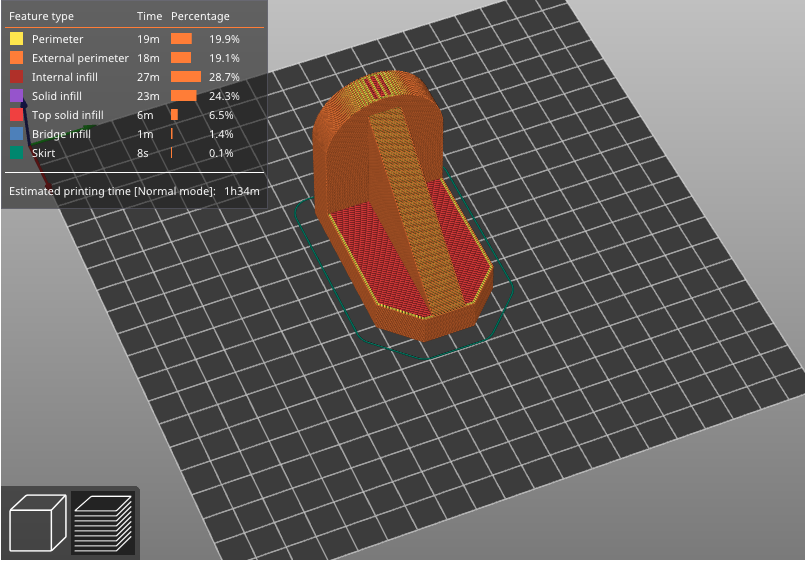 Feature type Time Percentage
Perimeter 19m 19.9%
External perimeter 18m 19.1%
Internal infill 27m 28.7%
Solid infill 23m 24.3%
Top solid infill 6m 6.5%
Bridge infill 1m 1.4%
Skirt 8s 0.1%
Estimated printing time [Normal mode]: 1h34m